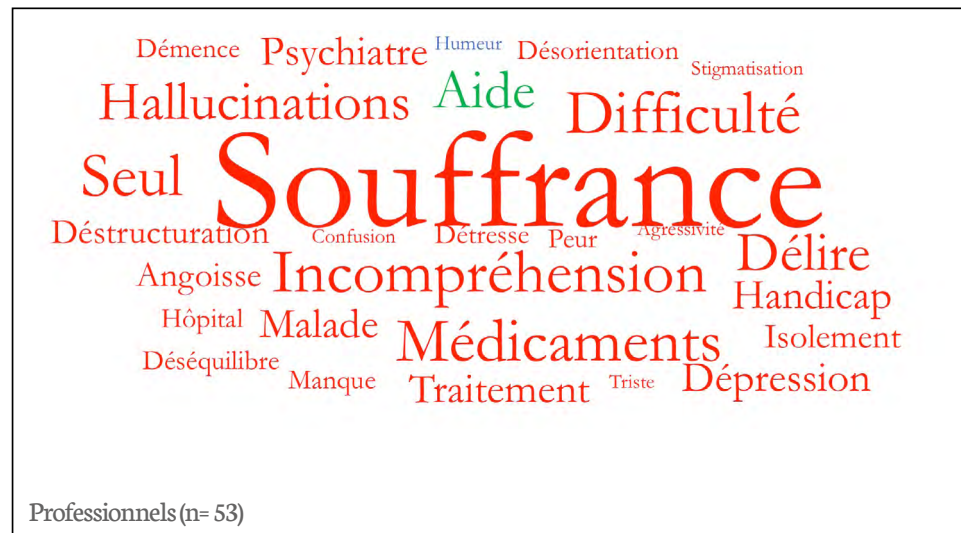 Démence Psychiatre Humeur Désorientation
Stigmatisation
Hallucinations Aide Difficulté
Seul Souffrance
Déstructuration Confusion Détresse Peur Agressivité
Angoisse Incompréhension Délire
Handicap
Hôpital Malade Médicaments Isolement
Déséquilibre Manque Traitement Triste Dépression
Professionnels (n= 53)